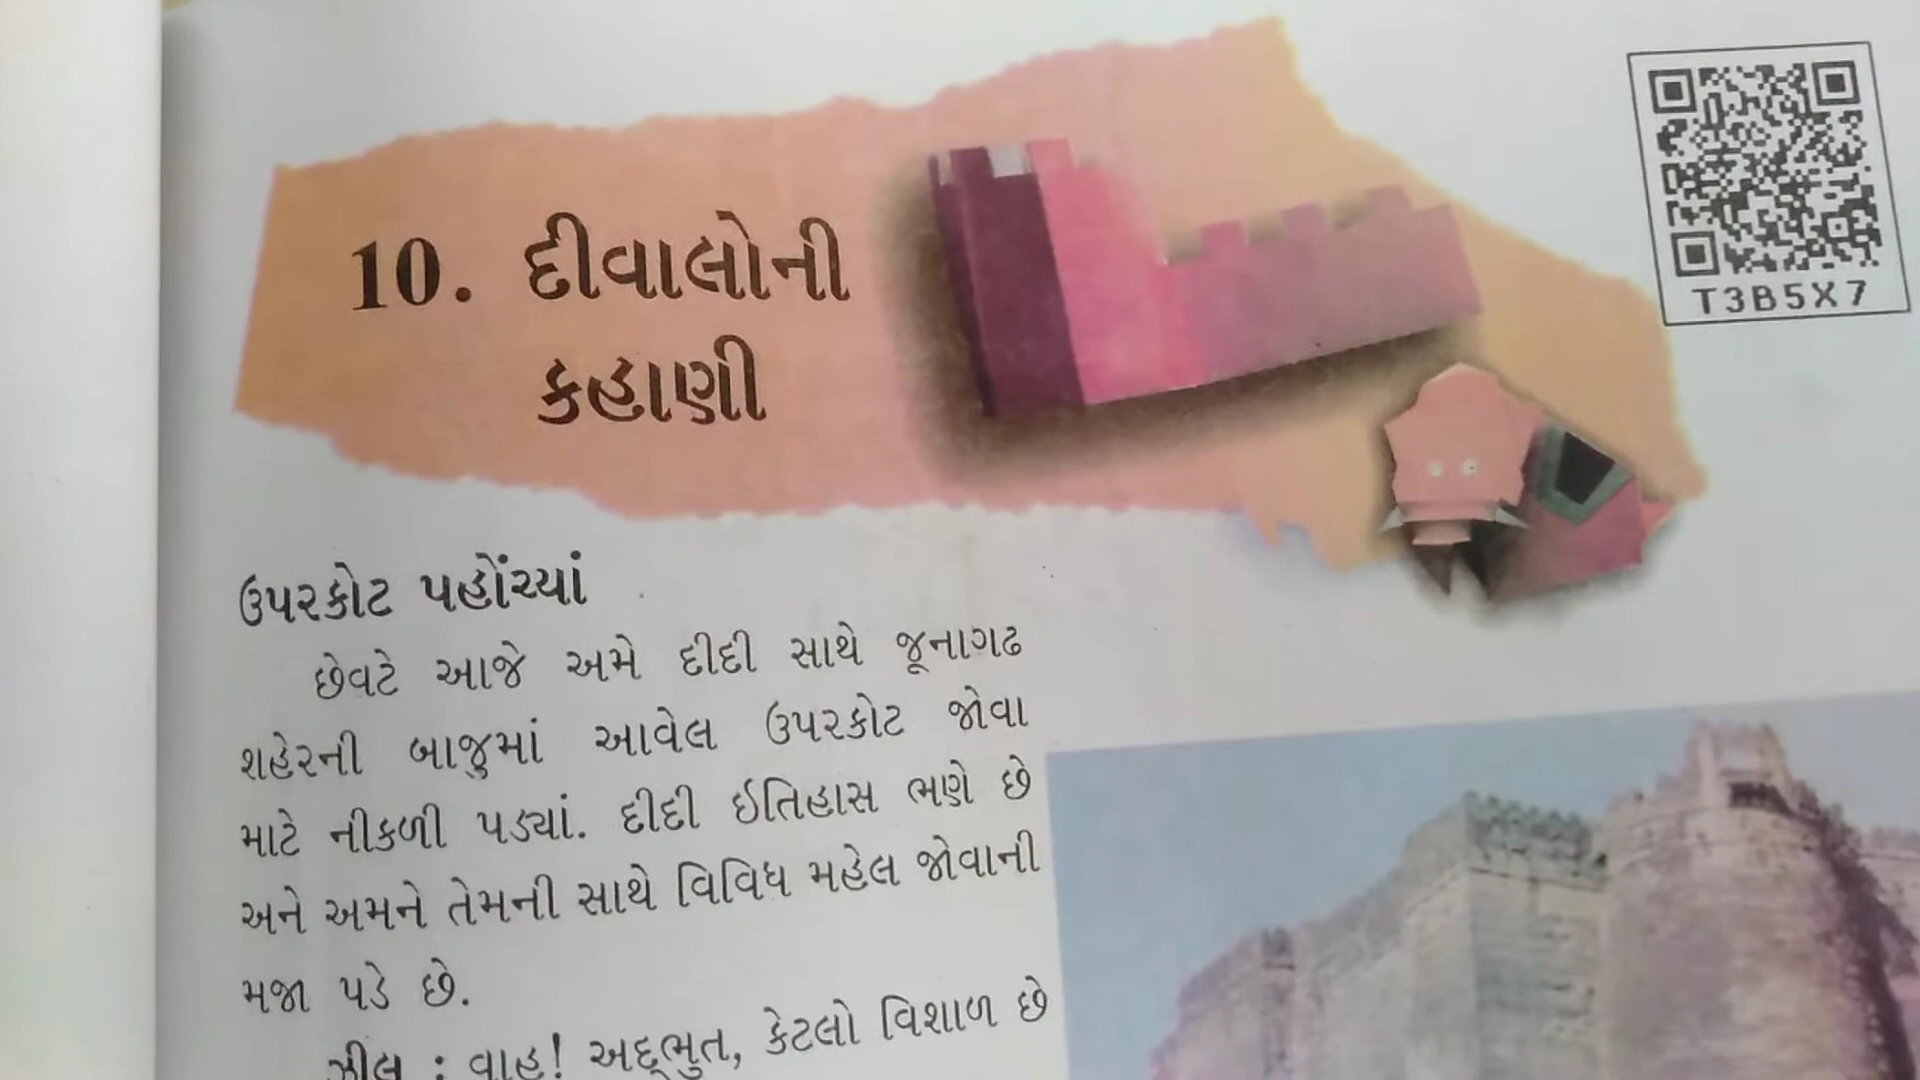 10. દીવાલોની
કહાણી
T3B5X7
ઉપરકોટ પહોંચ્યાં
છેવટે આજે અમે દીદી સાથે જૂનાગઢ
શહેરની બાજુમાં આવેલ ઉપરકોટ જોવા
માટે નીકળી પડ્યાં. દીદી ઇતિહાસ ભણે છે
અને અમને તેમની સાથે વિવિધ મહેલ જોવાની
મજા પડે છે.
ઝીલ : વાહ! અદ્ભુત, કેટલો વિશાળ છે